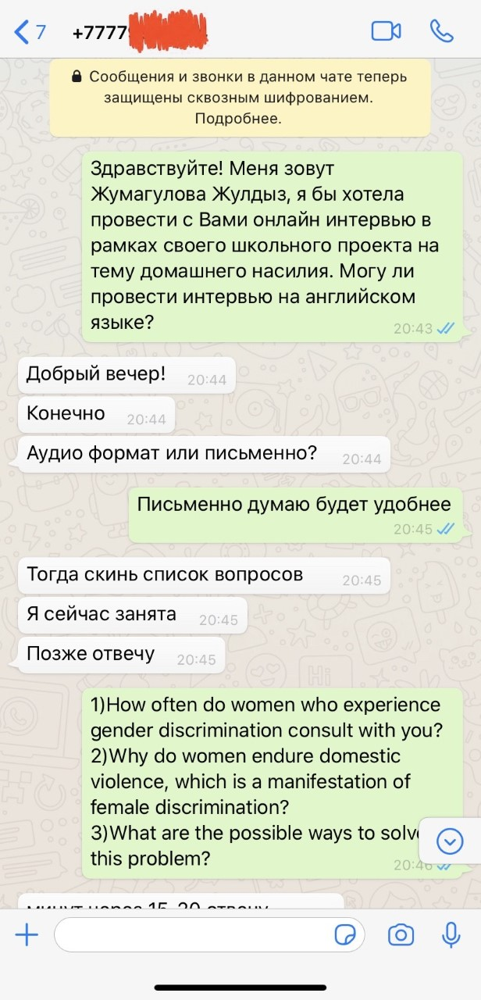 7
+7777
Сообщения и звонки в данном чате теперь
защищены сквозным шифрованием.
Подробнее.
Здравствуйте! Меня зовут
Жумагулова Жулдыз, я бы хотела
провести с Вами онлайн интервью в
рамках своего школьного проекта на
тему домашнего насилия. Могу ли
провести интервью на английском
языке?
20:43
Добрый вечер! 20:44
Конечно 20:44
Аудио формат или письменно? 20:44
Письменно думаю будет удобнее
20:45
Тогда скинь список вопросов 20:45
Я сейчас занята 20:45
Позже отвечу 20:45
1)How often do women who experience
gender discrimination consult with you?
2)Why do women endure domestic
violence, which is a manifestation of
female discrimination?
3)What are the possible ways to solve
this problem?
20:46
минут через 15-20 отвечу